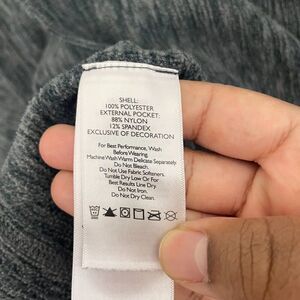 SHELL:
100% POLYESTER
EXTERNAL POCKET:
88% NYLON
12% SPANDEX
EXCLUSIVE OF DECORATION
For Best Performance, Wash
Before Wearing.
Machine Wash Warm Delicate Separately.
Do Not Bleach.
Do Not Use Fabric Softeners.
Tumble Dry Low Or For
Best Results Line Dry.
Do Not Iron.
Do Not Dry Clean.